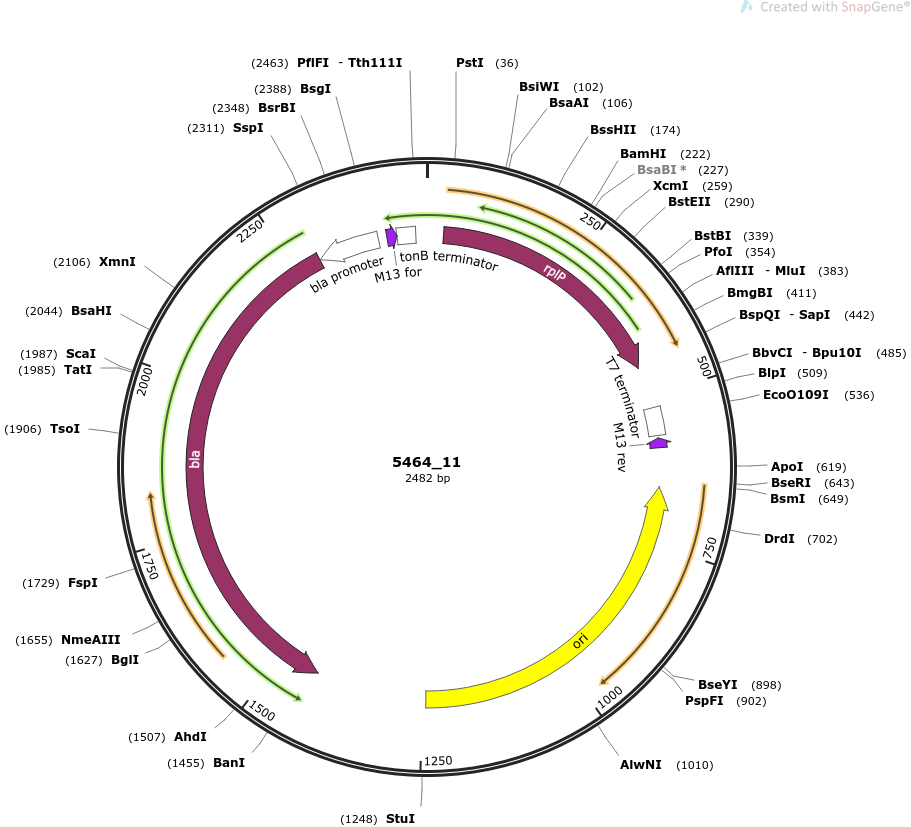 Created with SnapGene®
(2463) PflFI - Tth111I
PstI (36)
(2388) BsgI
BsiWI (102)
(2348) BsrBI
BsaAI (106)
(2311) SspI
BssHII (174)
BamHI (222)
BsaBI * (227)
XcmI (259)
BstEII (290)
250
2250
BstBI (339)
PfoI (354)
(2106) XmnI
AflIII - MluI (383)
BmgBI (411)
(2044) BsaHI
BspQI - SapI (442)
bla promoter
M13 for
tonB terminator
rplP
(1987) ScaI
BbvCI - Bpu10I (485)
(1985) TatI
BlpI (509)
2000
500
EcoO109I (536)
T7 terminator
M13 rev
(1906) TsoI
bla
5464_11
2482 bp
ApoI (619)
BseRI (643)
BsmI (649)
DrdI (702)
750
1750
(1729) FspI
(1655) NmeAIII
ori
(1627) BglI
BseYI (898)
PspFI (902)
1000
1500
(1507) AhdI
(1455) BanI
1250
AlwNI (1010)
(1248) StuI